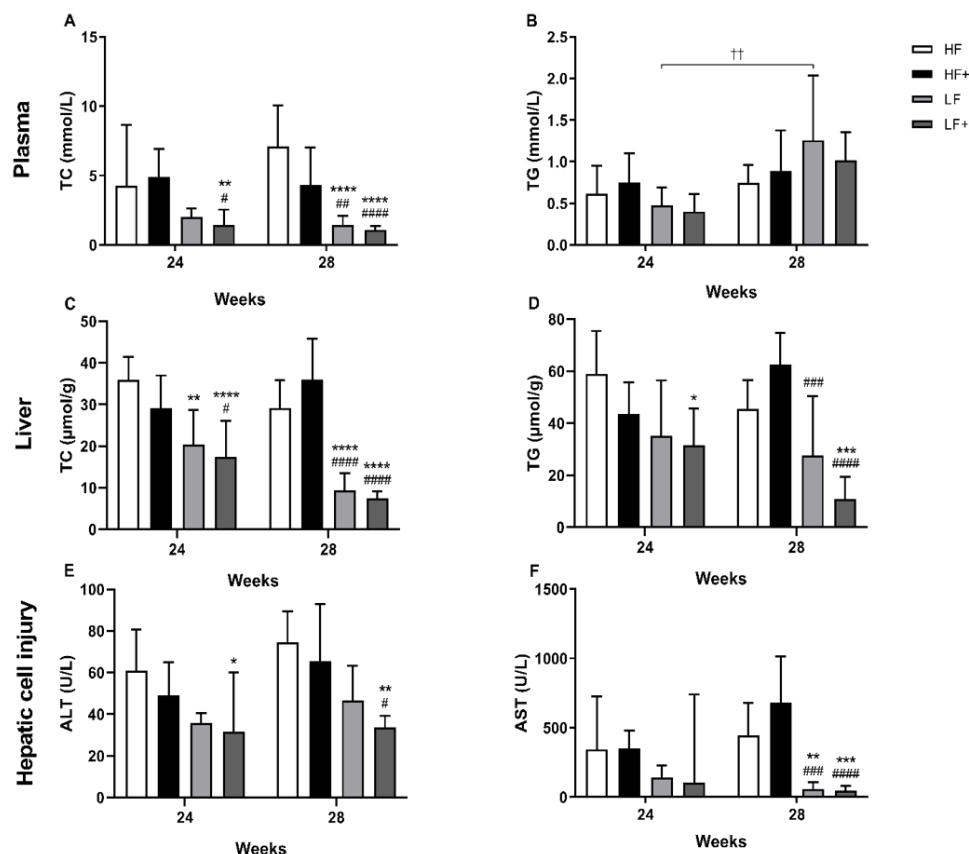 A
15
10
5
0
TC (mmol/L)
Plasma
**
#
****
##
****
####
24
28
Weeks
B
2.5
2.0
1.5
1.0
0.5
0.0
TG (mmol/L)
††
24
28
Weeks
HF
HF+
LF
LF+
C
50
40
30
20
10
0
TC (µmol/g)
Liver
**
****
#
****
####
****
####
24
28
Weeks
D
80
60
40
20
0
TG (µmol/g)
*
###
***
####
24
28
Weeks
E
100
80
60
40
20
0
ALT (U/L)
Hepatic cell injury
*
**
#
24
28
Weeks
F
1500
1000
500
0
AST (U/L)
**
###
***
####
24
28
Weeks